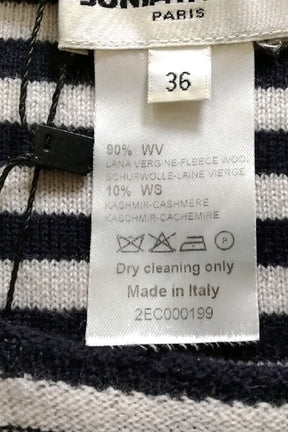 PARIS
36
90% WV
LANA VERGINE-FLEECE WOOL
SCHURWOLLE-LAINE VIERGE
10% WS
KASHMIR-CASHMERE
KASCHMIR-CACHEMIRE
P
Dry cleaning only
Made in Italy
2EC000199